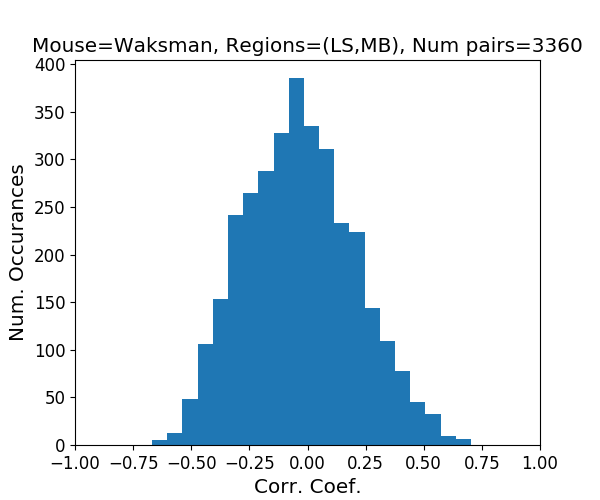 Mouse=Waksman, Regions=(LS,MB), Num pairs=3360
400
350
300
250
200
150
100
50
0
Num. Occurances
−1.00 −0.75 −0.50 −0.25 0.00 0.25 0.50 0.75 1.00
Corr. Coef.